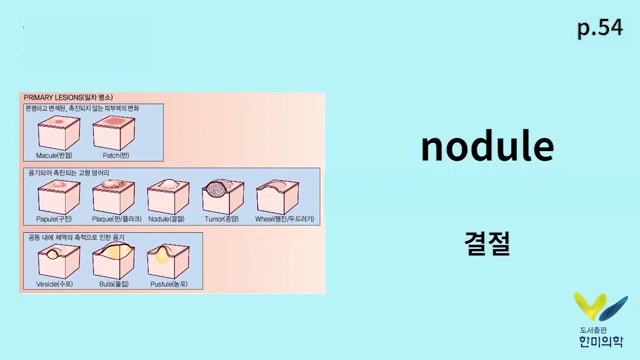 p.54
PRIMARY LESIONS(일차 병소)
편평하고 변색된, 촉진되지 않는 피부색의 변화
Macule(반점) Patch(반)
융기되어 촉진되는 고형 덩어리
Papule(구진) Plaque(판/플라크) Nodule(결절) Tumor(종양) Wheal(팽진/두드러기)
공동 내에 체액의 축적으로 인한 융기
Vesicle(수포) Bulla(물집) Pustule(농포)
nodule
결절
도서출판
한미의학